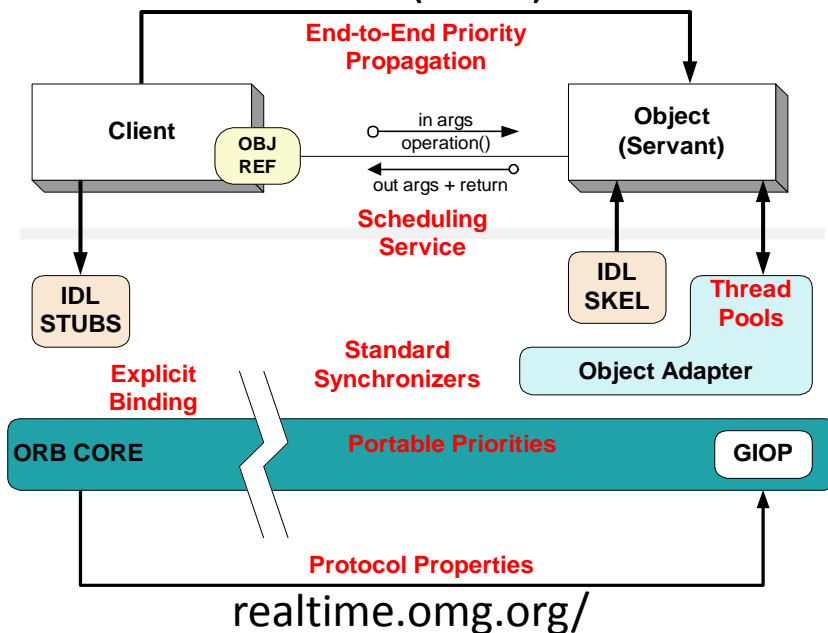 End-to-End Priority
Propagation
Client
OBJ
REF
in args
operation()
out args + return
Object
(Servant)
Scheduling
Service
IDL
STUBS
IDL
SKEL
Thread
Pools
Explicit
Binding
Standard
Synchronizers
Object Adapter
ORB CORE
Portable Priorities
GIOP
Protocol Properties
realtime.omg.org/